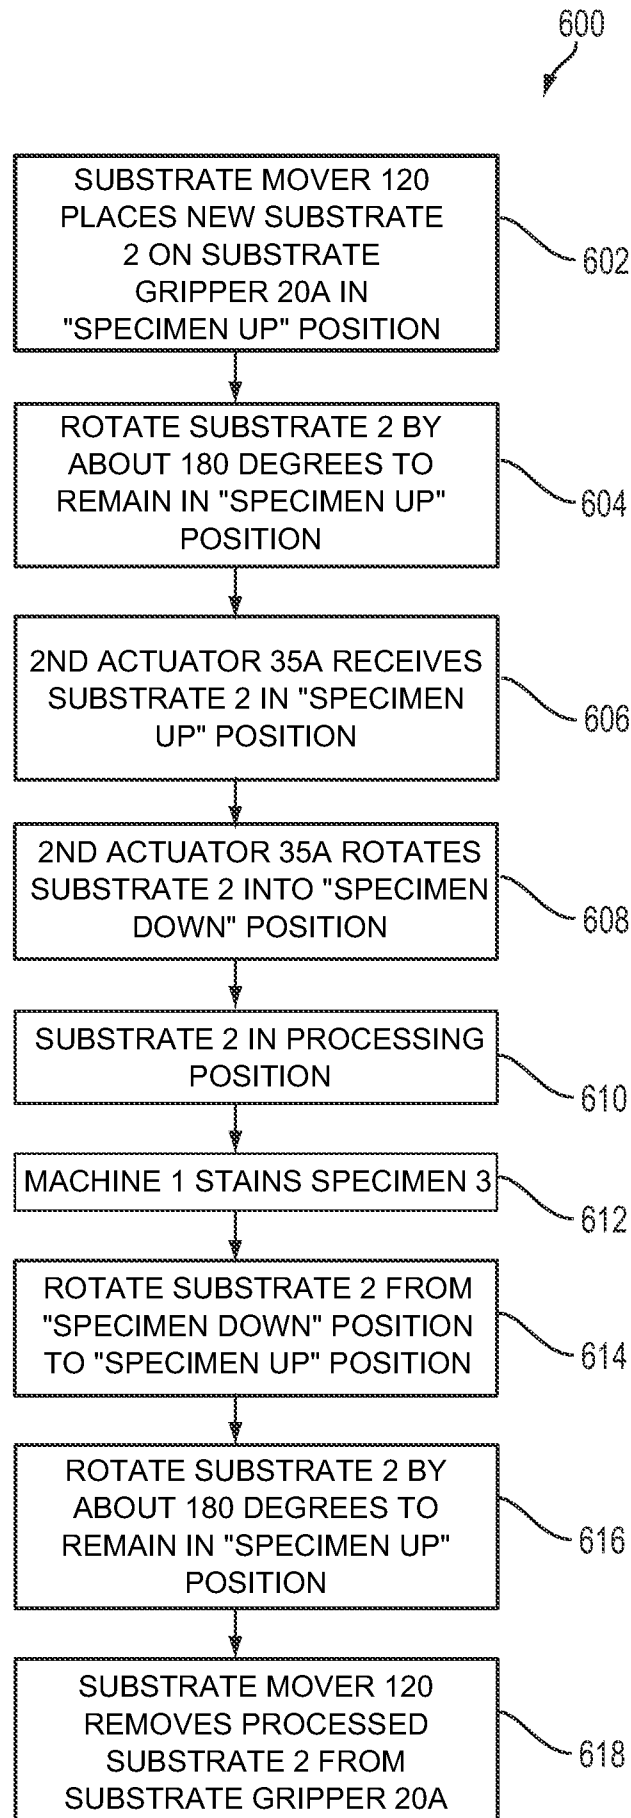 600
SUBSTRATE MOVER 120
PLACES NEW SUBSTRATE
2 ON SUBSTRATE
GRIPPER 20A IN
"SPECIMEN UP" POSITION
602
ROTATE SUBSTRATE 2 BY
ABOUT 180 DEGREES TO
REMAIN IN "SPECIMEN UP"
POSITION
604
2ND ACTUATOR 35A RECEIVES
SUBSTRATE 2 IN "SPECIMEN
UP" POSITION
606
2ND ACTUATOR 35A ROTATES
SUBSTRATE 2 INTO "SPECIMEN
DOWN" POSITION
608
SUBSTRATE 2 IN PROCESSING
POSITION
610
MACHINE 1 STAINS SPECIMEN 3
612
ROTATE SUBSTRATE 2 FROM
"SPECIMEN DOWN" POSITION
TO "SPECIMEN UP" POSITION
614
ROTATE SUBSTRATE 2 BY
ABOUT 180 DEGREES TO
REMAIN IN "SPECIMEN UP"
POSITION
616
SUBSTRATE MOVER 120
REMOVES PROCESSED
SUBSTRATE 2 FROM
SUBSTRATE GRIPPER 20A
618